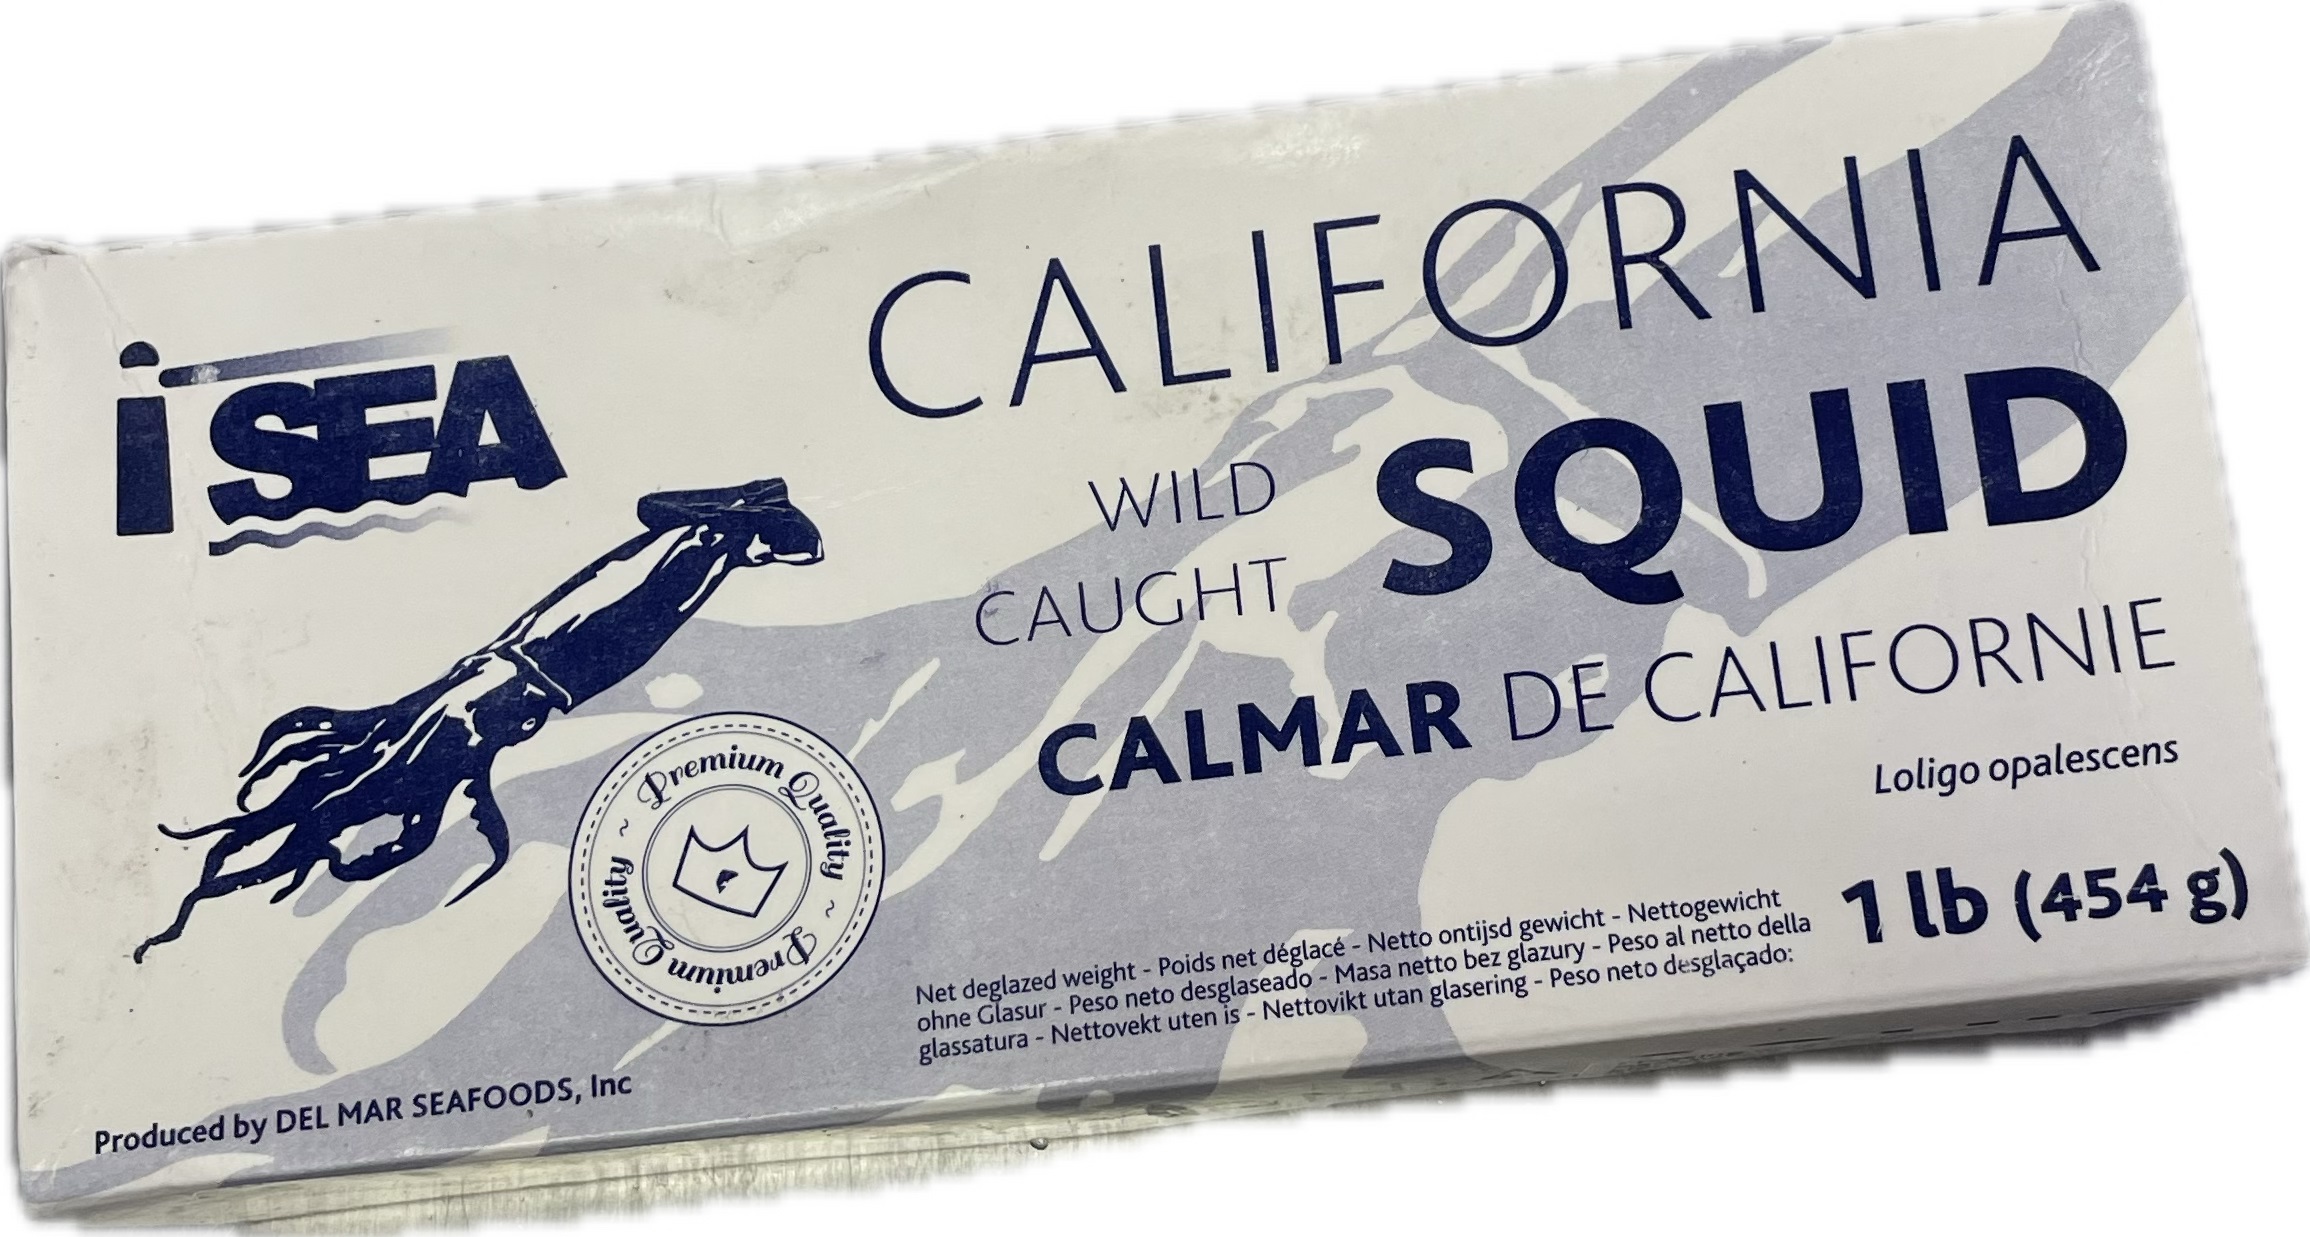 iSEA
CALIFORNIA
WILD
CAUGHT
SQUID
CALMAR DE CALIFORNIE
Loligo opalescens
~ Premium Quality ~ Premium Quality
Net deglazed weight - Poids net déglacé - Netto ontijsd gewicht - Nettogewicht
ohne Glasur - Peso neto desglaseado - Masa netto bez glazury - Peso al netto della
glassatura - Nettovekt uten is - Nettovikt utan glasering - Peso neto desglaçado:
1 lb (454 g)
Produced by DEL MAR SEAFOODS, Inc